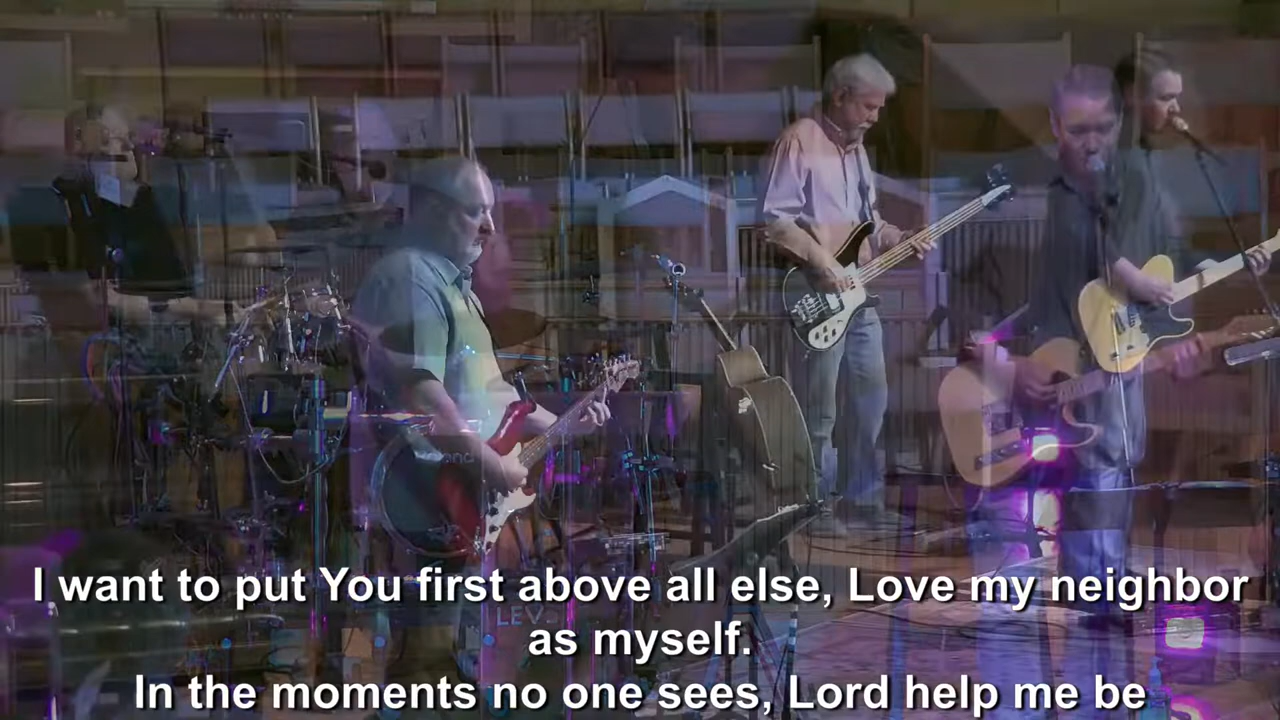 I want to put You first above all else, Love my neighbor
as myself.
In the moments no one sees, Lord help me be